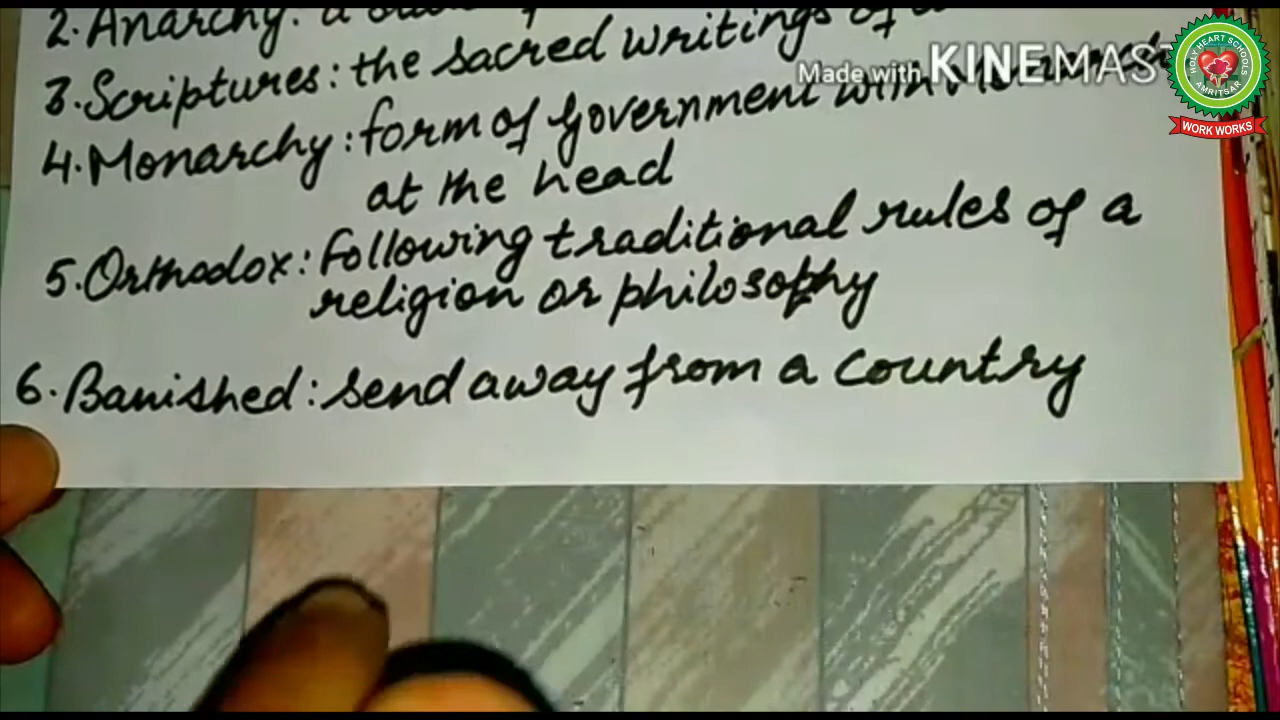 2. Anarchy: a
3. Scriptures: the sacred writings of a
4. Monarchy: form of government with
at the head
5. Orthodox: following traditional rules of a
religion or philosophy
6. Banished: send away from a country
Made with KINEMAST
HOLY HEART SCHOOLS
AMRITSAR
WORK WORKS